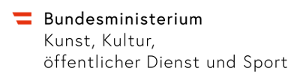 Bundesministerium
Kunst, Kultur,
öffentlicher Dienst und Sport